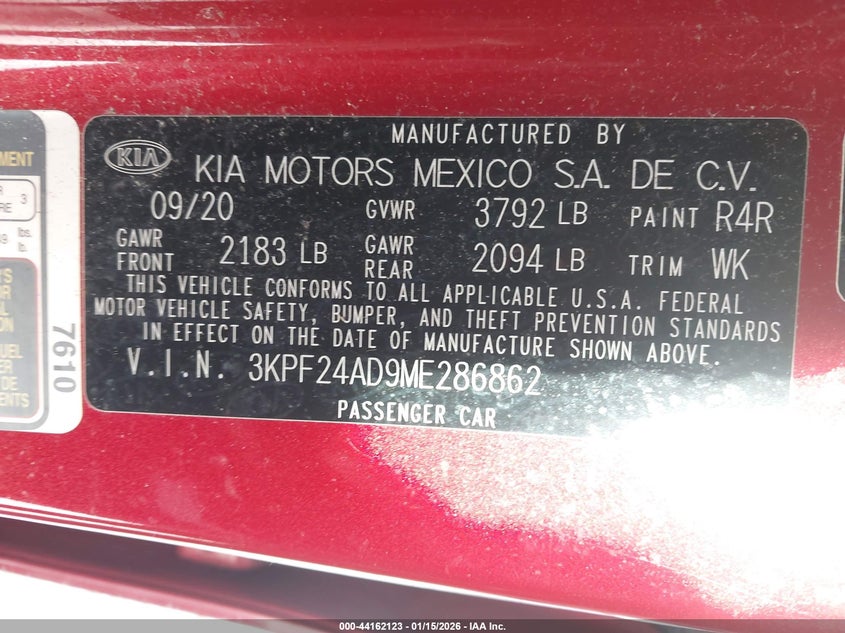 MANUFACTURED BY
KIA KIA MOTORS MEXICO S.A. DE C.V.
09/20 GVWR 3792 LB PAINT R4R
GAWR FRONT 2183 LB GAWR REAR 2094 LB TRIM WK
THIS VEHICLE CONFORMS TO ALL APPLICABLE U.S.A. FEDERAL
MOTOR VEHICLE SAFETY, BUMPER, AND THEFT PREVENTION STANDARDS
IN EFFECT ON THE DATE OF MANUFACTURE SHOWN ABOVE.
V.I.N. 3KPF24AD9ME286862
PASSENGER CAR
7610
lbs.
lb.
000-44162123 - 01/15/2026 - IAA Inc.